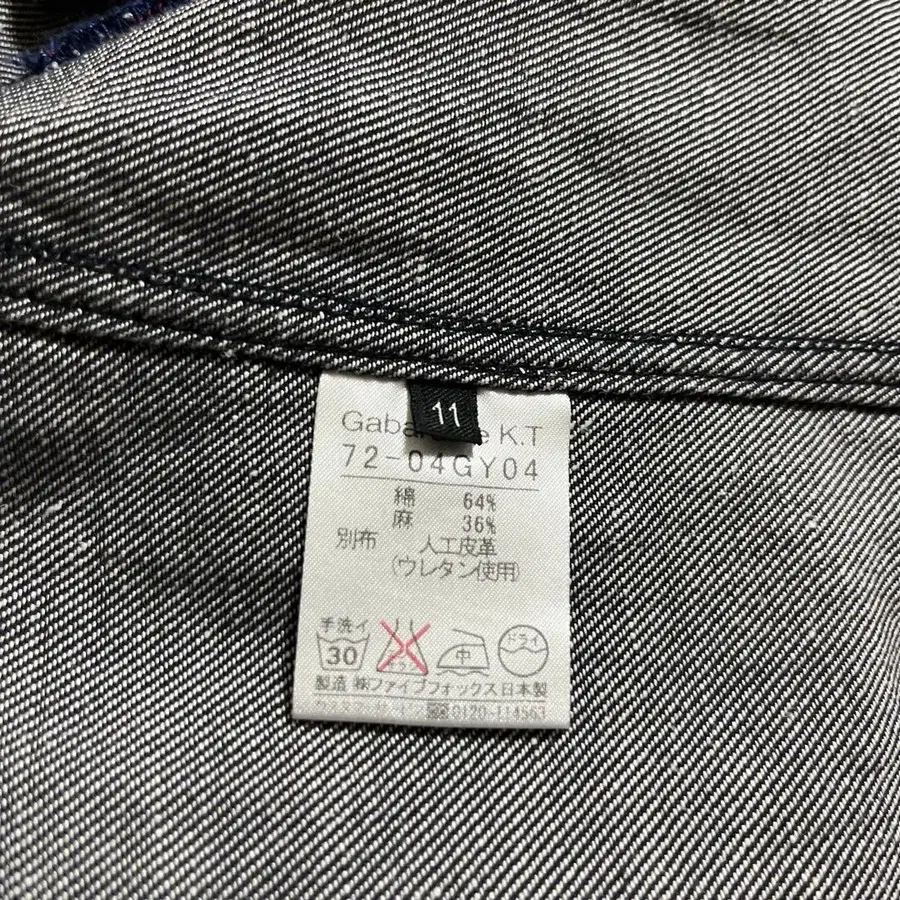 11
K.T
72-04GY04
綿 64%
麻 36%
別布 人工皮革
(ウレタン使用)
手洗イ
30
中
ドライ
製造 ㈱ファイブフォックス 日本製
0120-114563